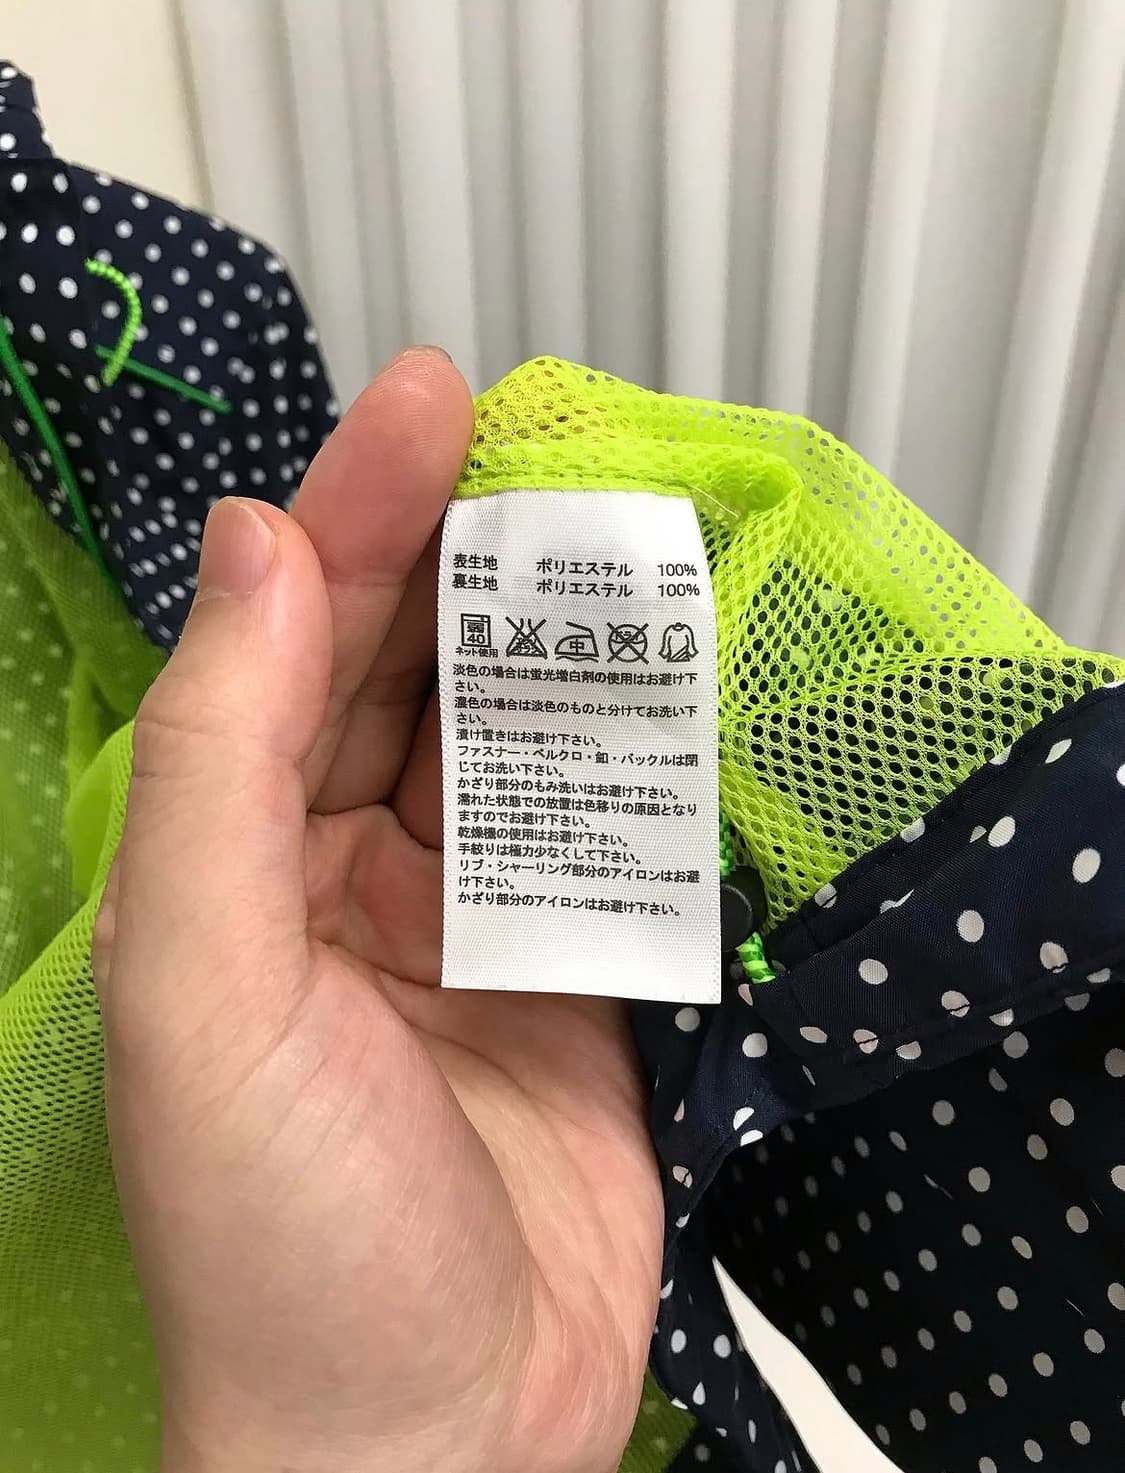 表生地 ポリエステル 100%
裏生地 ポリエステル 100%
弱 40 中
ネット使用
淡色の場合は蛍光増白剤の使用はお避け下
さい。
濃色の場合は淡色のものと分けてお洗い下
さい。
漬け置きはお避け下さい。
ファスナー・ベルクロ・釦・バックルは閉
じてお洗い下さい。
かざり部分のもみ洗いはお避け下さい。
濡れた状態での放置は色移りの原因となり
ますのでお避け下さい。
乾燥機の使用はお避け下さい。
手絞りは極力少なくして下さい。
リブ・シャーリング部分のアイロンはお避
け下さい。
かざり部分のアイロンはお避け下さい。